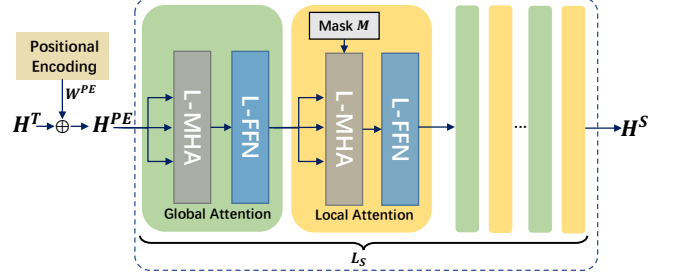 Mask M
Positional
Encoding
W^PE
H^T
⊕
H^PE
L-MHA
L-FFN
L-MHA
L-FFN
...
H^S
Global Attention
Local Attention
L_S